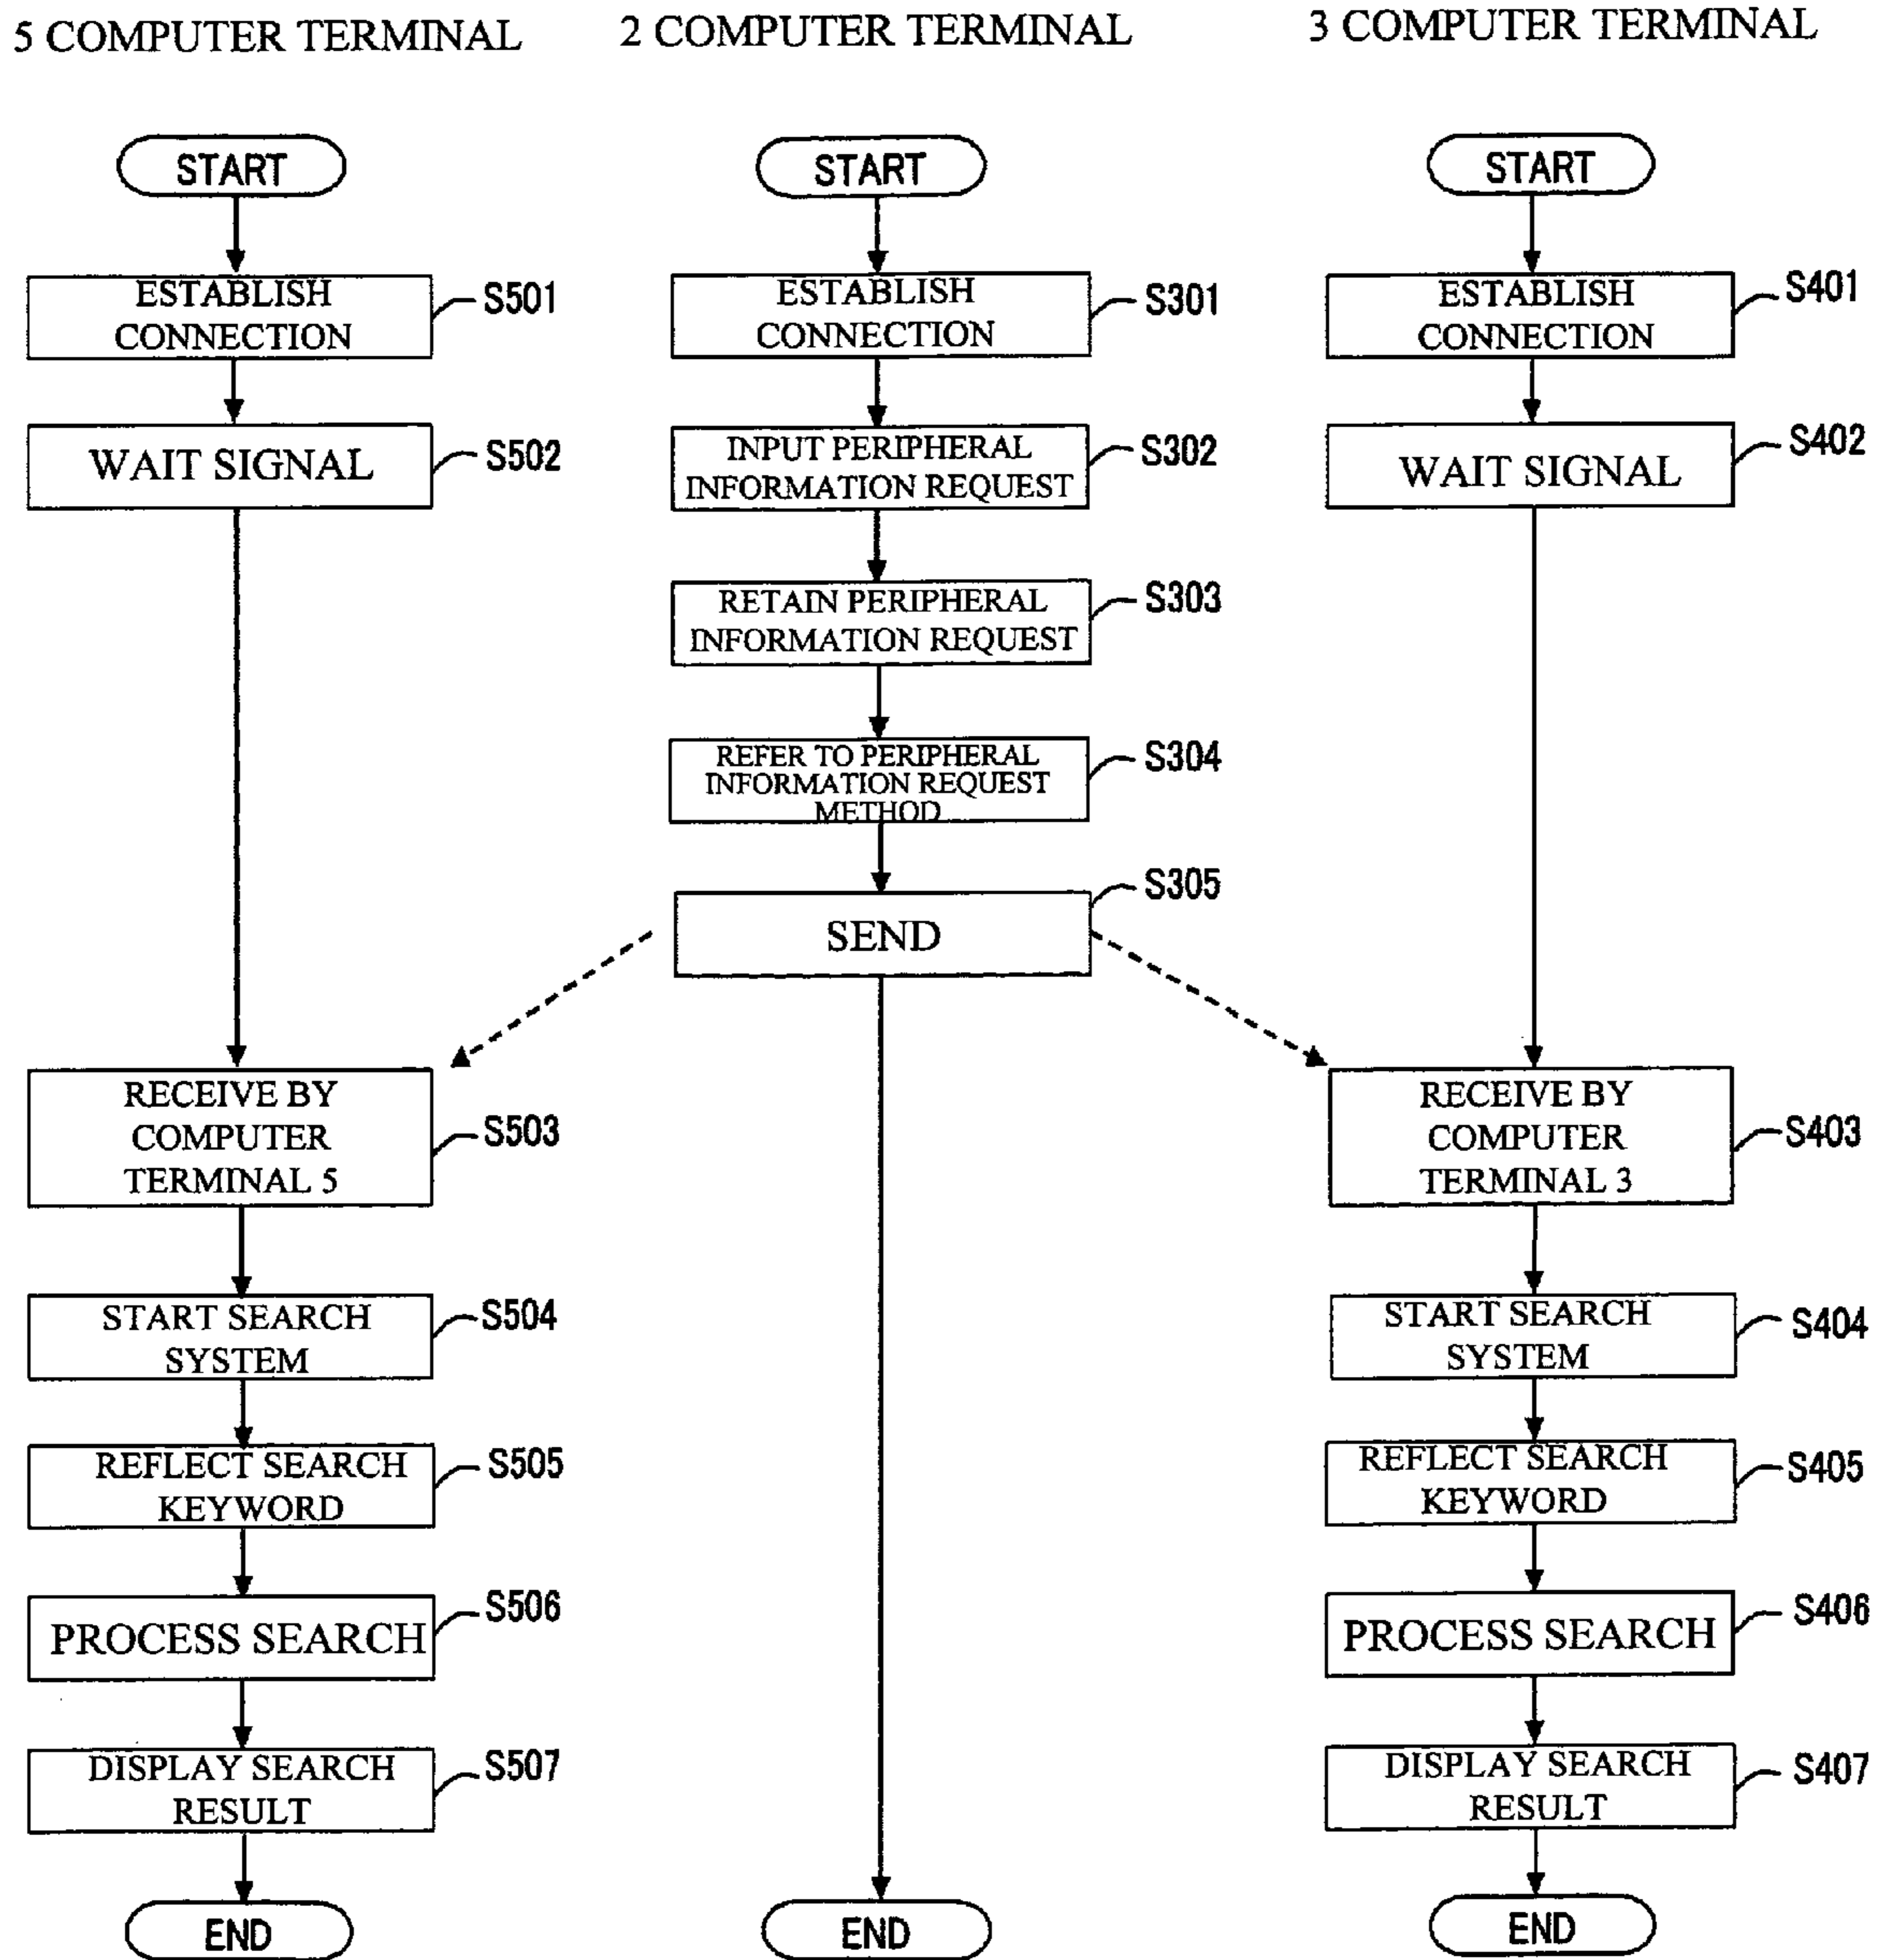 5 COMPUTER TERMINAL
2 COMPUTER TERMINAL
3 COMPUTER TERMINAL
START
ESTABLISH
CONNECTION
S501
WAIT SIGNAL
S502
RECEIVE BY
COMPUTER
TERMINAL 5
S503
START SEARCH
SYSTEM
S504
REFLECT SEARCH
KEYWORD
S505
PROCESS SEARCH
S506
DISPLAY SEARCH
RESULT
S507
END
START
ESTABLISH
CONNECTION
S301
INPUT PERIPHERAL
INFORMATION REQUEST
S302
RETAIN PERIPHERAL
INFORMATION REQUEST
S303
REFER TO PERIPHERAL
INFORMATION REQUEST
METHOD
S304
SEND
S305
END
START
ESTABLISH
CONNECTION
S401
WAIT SIGNAL
S402
RECEIVE BY
COMPUTER
TERMINAL 3
S403
START SEARCH
SYSTEM
S404
REFLECT SEARCH
KEYWORD
S405
PROCESS SEARCH
S406
DISPLAY SEARCH
RESULT
S407
END